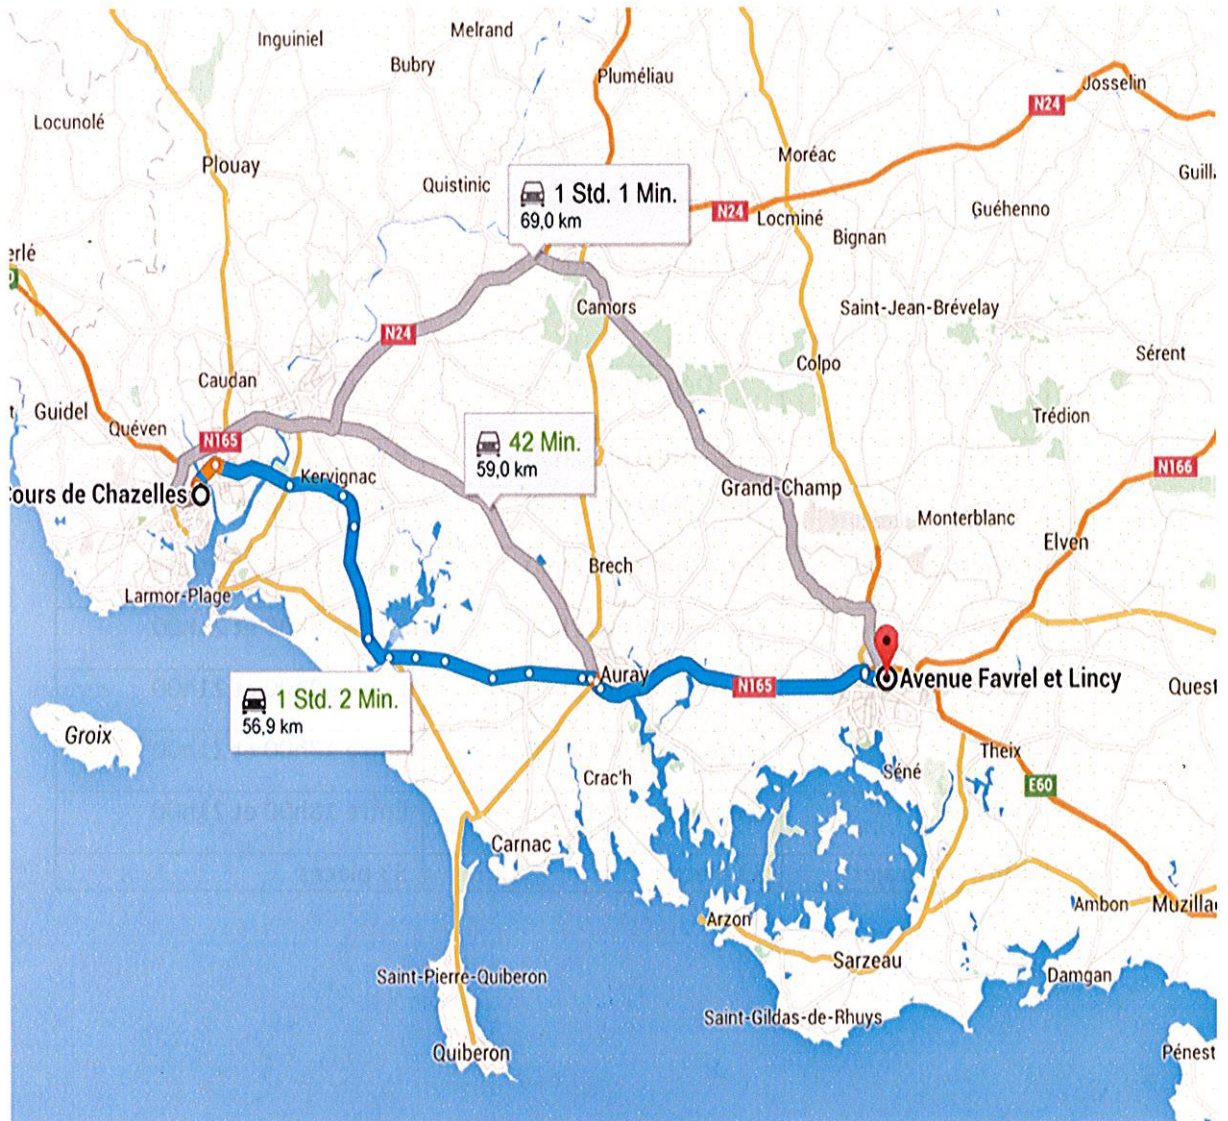 Melrand
Inguiniel
Bubry
Pluméliau
Josselin
N24
Locunolé
Moréac
Plouay
Guill
Quistinic
1 Std. 1 Min.
69,0 km
N24
Locminé
Guéhenno
Bignan
erlé
Camors
Saint-Jean-Brévelay
N24
Sérent
Colpo
Caudan
Guidel
Trédion
Quéven
N165
42 Min.
59,0 km
N166
Kervignac
Cours de Chazelles
Grand-Champ
Monterblanc
Elven
Brech
Larmor-Plage
Auray
N165
Avenue Favrel et Lincy
Quest
1 Std. 2 Min.
56,9 km
Groix
Theix
Séné
Crac'h
E60
Carnac
Ambon
Muzilla
Arzon
Sarzeau
Saint-Pierre-Quiberon
Damgan
Saint-Gildas-de-Rhuys
Quiberon
Pénest